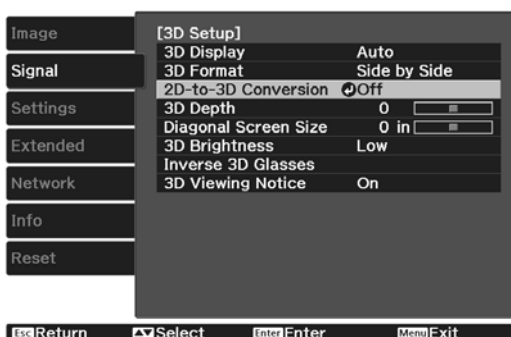 Image
Signal
Settings
Extended
Network
Info
Reset
[3D Setup]
3D Display Auto
3D Format Side by Side
2D-to-3D Conversion Off
3D Depth 0
Diagonal Screen Size 0 in
3D Brightness Low
Inverse 3D Glasses
3D Viewing Notice On
Esc Return Select Enter Enter Menu Exit